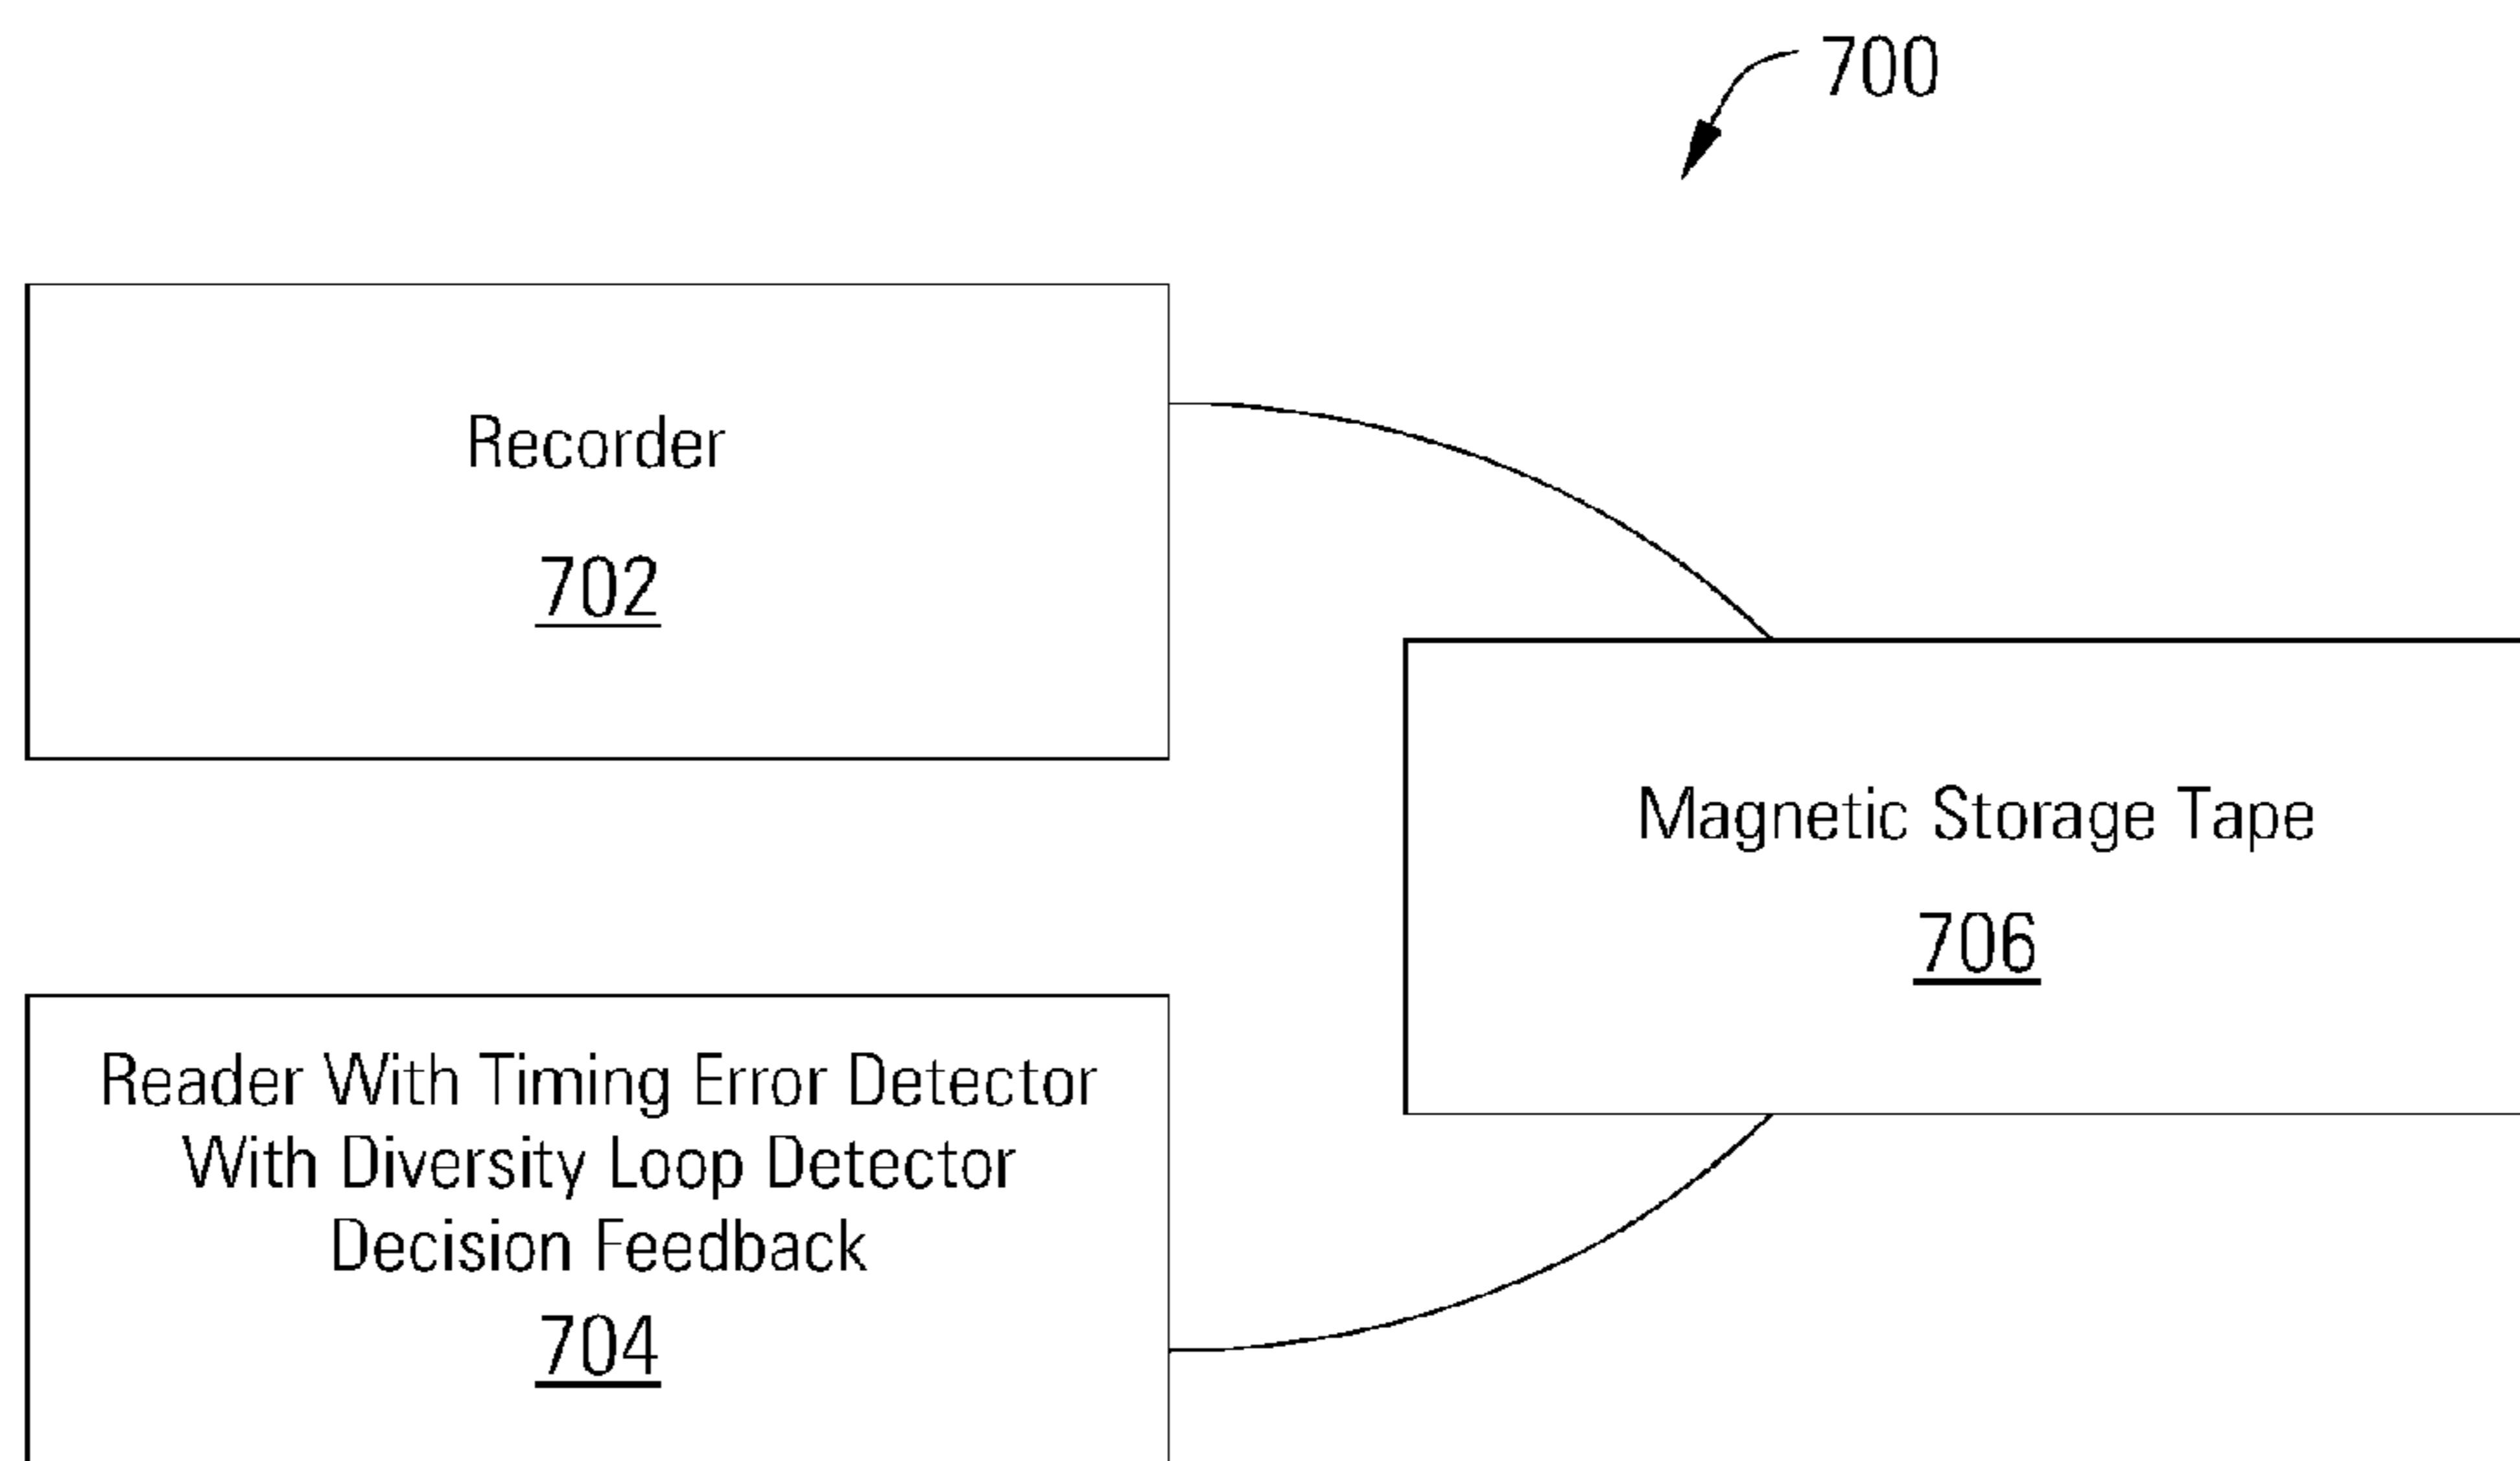 700
Recorder
702
Magnetic Storage Tape
706
Reader With Timing Error Detector
With Diversity Loop Detector
Decision Feedback
704